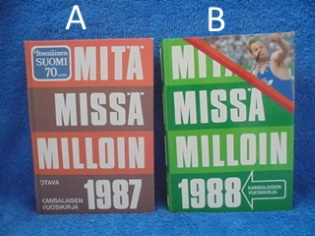 A
B
Itsenäinen
SUOMI
70
MITÄ
MISSÄ
MILLOIN
OTAVA
KANSALAISEN
VUOSIKIRJA
1987
MITÄ
MISSÄ
MILLOIN
1988
KANSALAISEN
VUOSIKIRJA